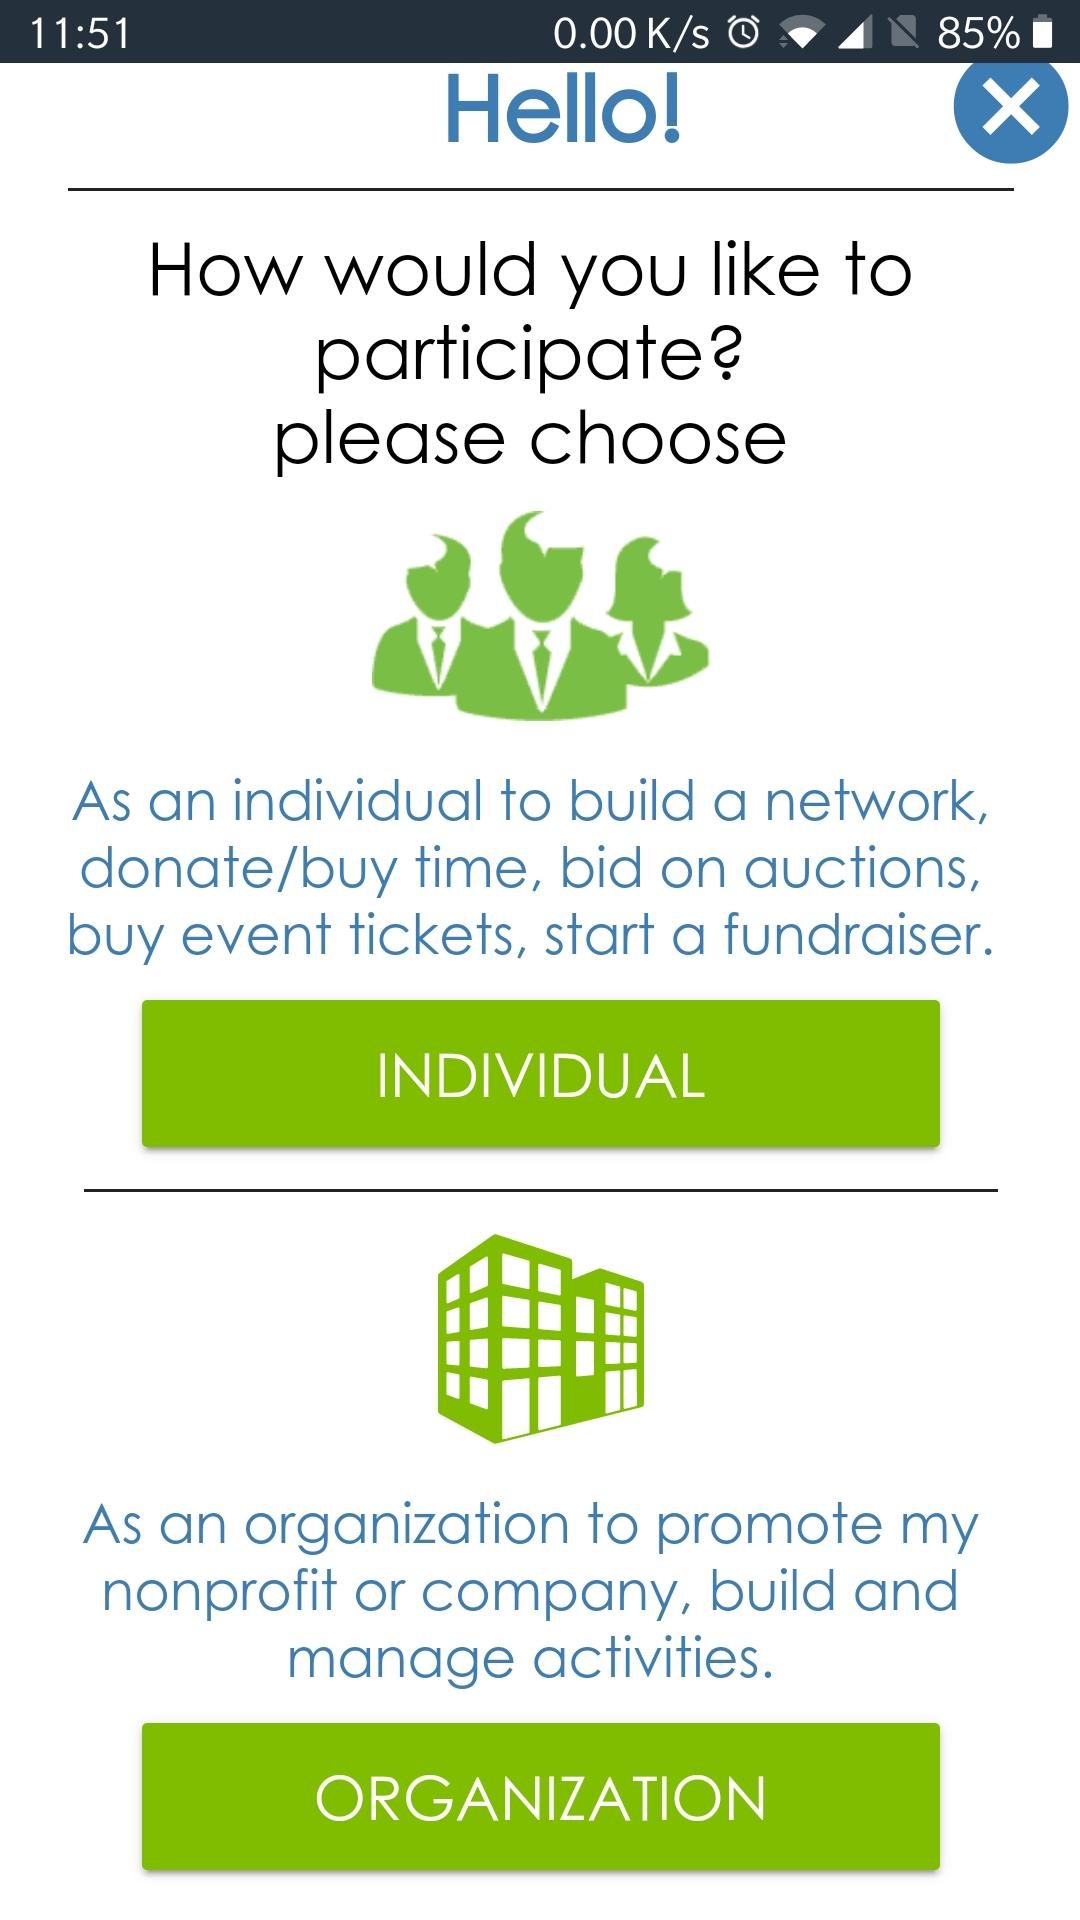 11:51 0.00 K/s 85%
Hello!
How would you like to
participate?
please choose
As an individual to build a network,
donate/buy time, bid on auctions,
buy event tickets, start a fundraiser.
INDIVIDUAL
As an organization to promote my
nonprofit or company, build and
manage activities.
ORGANIZATION